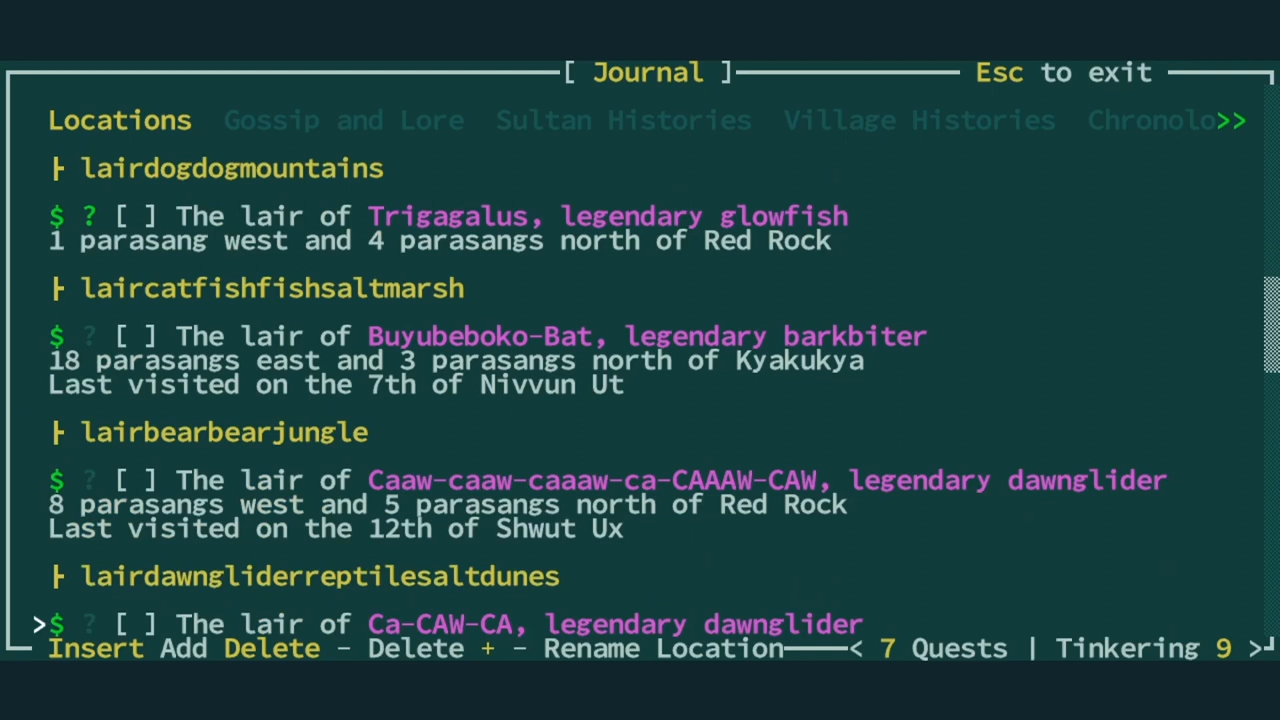 [ Journal ] Esc to exit
Locations Gossip and Lore Sultan Histories Village Histories Chronolo>>
├ lairdogdogmountains
$ ? [ ] The lair of Trigagalus, legendary glowfish
1 parasang west and 4 parasangs north of Red Rock
├ laircatfishfishsaltmarsh
$ ? [ ] The lair of Buyubeboko-Bat, legendary barkbiter
18 parasangs east and 3 parasangs north of Kyakukya
Last visited on the 7th of Nivvun Ut
├ lairbearbearjungle
$ ? [ ] The lair of Caaw-caaw-caaaw-ca-CAAAW-CAW, legendary dawnglider
8 parasangs west and 5 parasangs north of Red Rock
Last visited on the 12th of Shwut Ux
├ lairdawngliderreptilesaltdunes
>$ ? [ ] The lair of Ca-CAW-CA, legendary dawnglider
Insert Add Delete - Delete + - Rename Location < 7 Quests | Tinkering 9 >